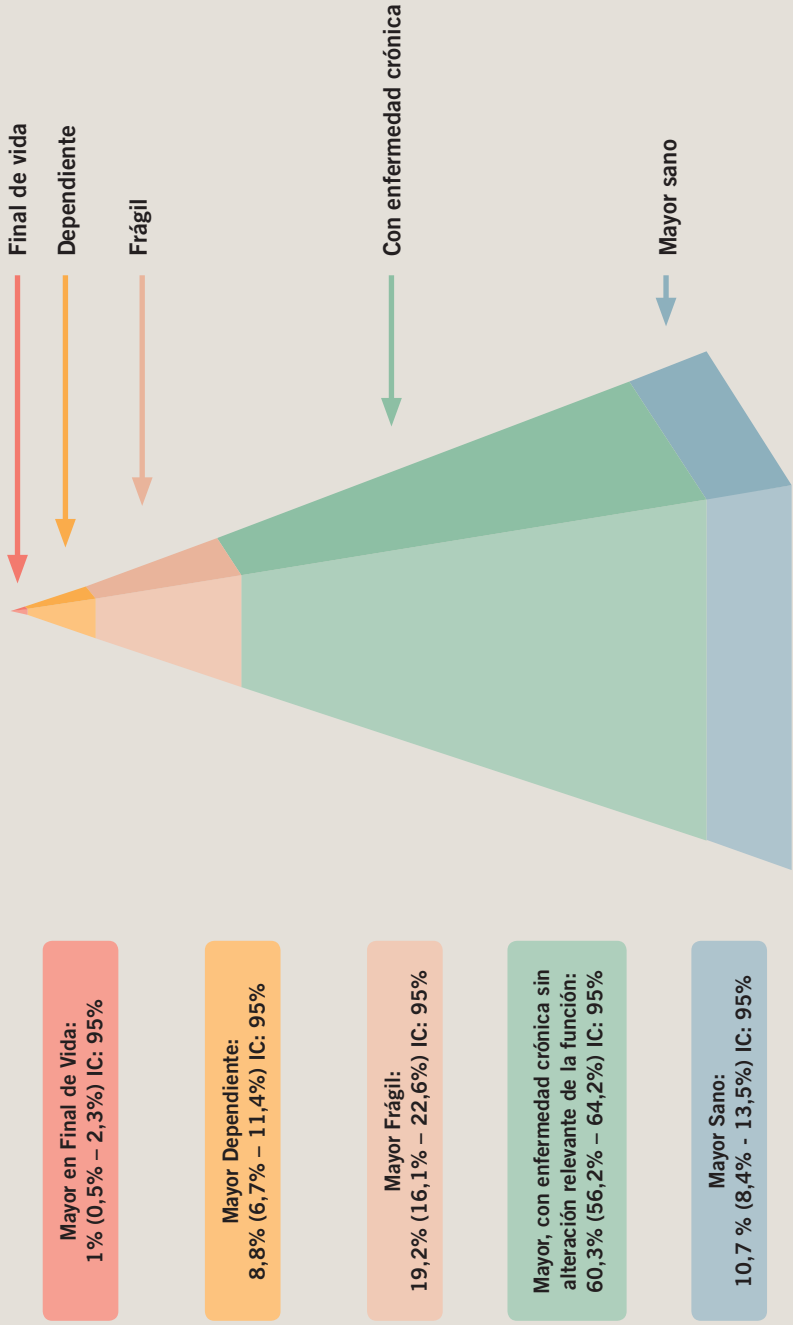 Mayor en Final de Vida:
1% (0,5% – 2,3%) IC: 95%
Mayor Dependiente:
8,8% (6,7% – 11,4%) IC: 95%
Mayor Frágil:
19,2% (16,1% – 22,6%) IC: 95%
Mayor, con enfermedad crónica sin
alteración relevante de la función:
60,3% (56,2% – 64,2%) IC: 95%
Mayor Sano:
10,7 % (8,4% - 13,5%) IC: 95%
Final de vida
Dependiente
Frágil
Con enfermedad crónica
Mayor sano